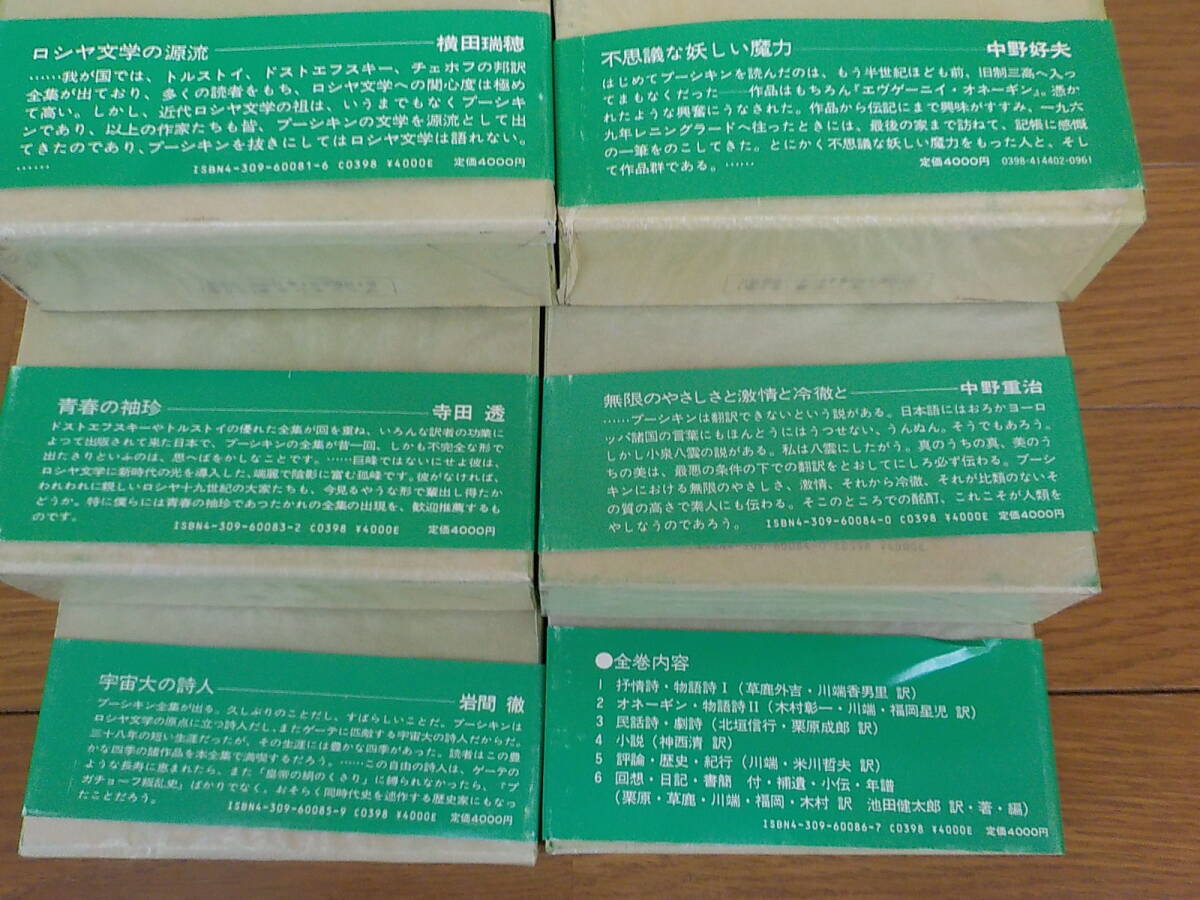 ロシヤ文学の源流――横田瑞穂
……我が国では、トルストイ、ドストエフスキー、チェホフの邦訳
全集が出ており、多くの読者をもち、ロシヤ文学への関心度は極め
て高い。しかし、近代ロシヤ文学の祖は、いうまでもなくプーシキ
ンであり、以上の作家たちも皆、プーシキンの文学を源流として出
てきたのであり、プーシキンを抜きにしてはロシヤ文学は語れない。
……
ISBN4-309-60081-6 C0398 ¥4000E 定価4000円
不思議な妖しい魔力――中野好夫
はじめてプーシキンを読んだのは、もう半世紀ほども前、旧制三高へ入っ
てまもなくだった――作品はもちろん『エヴゲーニイ・オネーギン』。憑か
れたような興奮にうなされた。作品から伝記にまで興味がすすみ、一九六
九年レニングラードへ往ったときには、最後の家まで訪ねて、記帳に感慨
の一筆をのこしてきた。とにかく不思議な妖しい魔力をもった人と、そし
て作品群である。……
定価4000円 0398-414402-0961
青春の袖珍――寺田 透
ドストエフスキーやトルストイの優れた全集が回を重ね、いろんな訳者の功業に
よつて出版されて来た日本で、プーシキンの全集が昔一回、しかも不完全な形で
出たきりといふのは、思へばをかしなことです。……巨峰ではないにせよ彼は、
ロシヤ文学に新時代の光を導入した、端麗で陰影に富む孤峰です。彼がなければ、
われわれに親しいロシヤ十九世紀の大家たちも、今見るやうな形で輩出し得たか
どうか。特に僕らには青春の袖珍であつたかれの全集の出現を、歓迎推薦するも
のです。
ISBN4-309-60083-2 C0398 ¥4000E 定価4000円
無限のやさしさと激情と冷徹と――中野重治
……プーシキンは翻訳できないという説がある。日本語にはおろかヨーロ
ッパ諸国の言葉にもほんとうにはうつせない、うんぬん。そうでもあろう。
しかし小泉八雲の説がある。私は八雲にしたがう。真のうちの真、美のう
ちの美は、最悪の条件の下での翻訳をとおしてにしろ必ず伝わる。プーシ
キンにおける無限のやさしさ、激情、それから冷徹、それが比類のないそ
の質の高さで素人にも伝わる。そこのところでの酩酊、これこそが人類を
やしなうのであろう。
ISBN4-309-60084-0 C0398 ¥4000E 定価4000円
宇宙大の詩人――岩間 徹
プーシキン全集が出る。久しぶりのことだし、すばらしいことだ。プーシキンは
ロシヤ文学の原点に立つ詩人だし、またゲーテに匹敵する宇宙大の詩人だからだ。
三十八年の短い生涯だったが、その生涯には豊かな四季があった。読者はこの豊
かな四季の諸作品を本全集で満喫するだろう。……この自由の詩人は、ゲーテの
ような長寿に恵まれたら、また「皇帝の絹のくさり」に縛られなかったら、『プ
ガチョーフ叛乱史』ばかりでなく、おそらく同時代史を述作する歴史家にもなっ
たことだろう。
ISBN4-309-60085-9 C0398 ¥4000E 定価4000円
●全巻内容
1 抒情詩・物語詩Ⅰ(草鹿外吉・川端香男里 訳)
2 オネーギン・物語詩Ⅱ(木村彰一・川端・福岡星児 訳)
3 民話詩・劇詩(北垣信行・栗原成郎 訳)
4 小説(神西清 訳)
5 評論・歴史・紀行(川端・米川哲夫 訳)
6 回想・日記・書簡 付・補遺・小伝・年譜
(栗原・草鹿・川端・福岡・木村 訳 池田健太郎 訳・著・編)
ISBN4-309-60086-7 C0398 ¥4000E 定価4000円